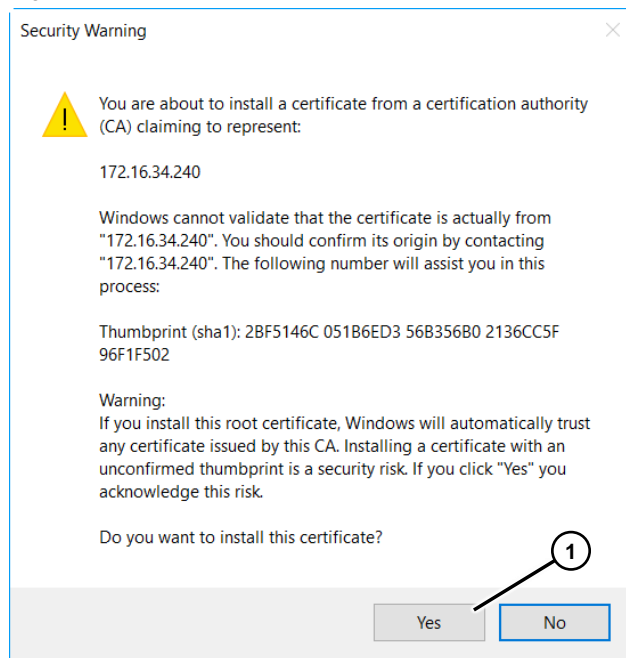 Security Warning
You are about to install a certificate from a certification authority
(CA) claiming to represent:
172.16.34.240
Windows cannot validate that the certificate is actually from
"172.16.34.240". You should confirm its origin by contacting
"172.16.34.240". The following number will assist you in this
process:
Thumbprint (sha1): 2BF5146C 051B6ED3 56B356B0 2136CC5F
96F1F502
Warning:
If you install this root certificate, Windows will automatically trust
any certificate issued by this CA. Installing a certificate with an
unconfirmed thumbprint is a security risk. If you click "Yes" you
acknowledge this risk.
Do you want to install this certificate?
1
Yes No